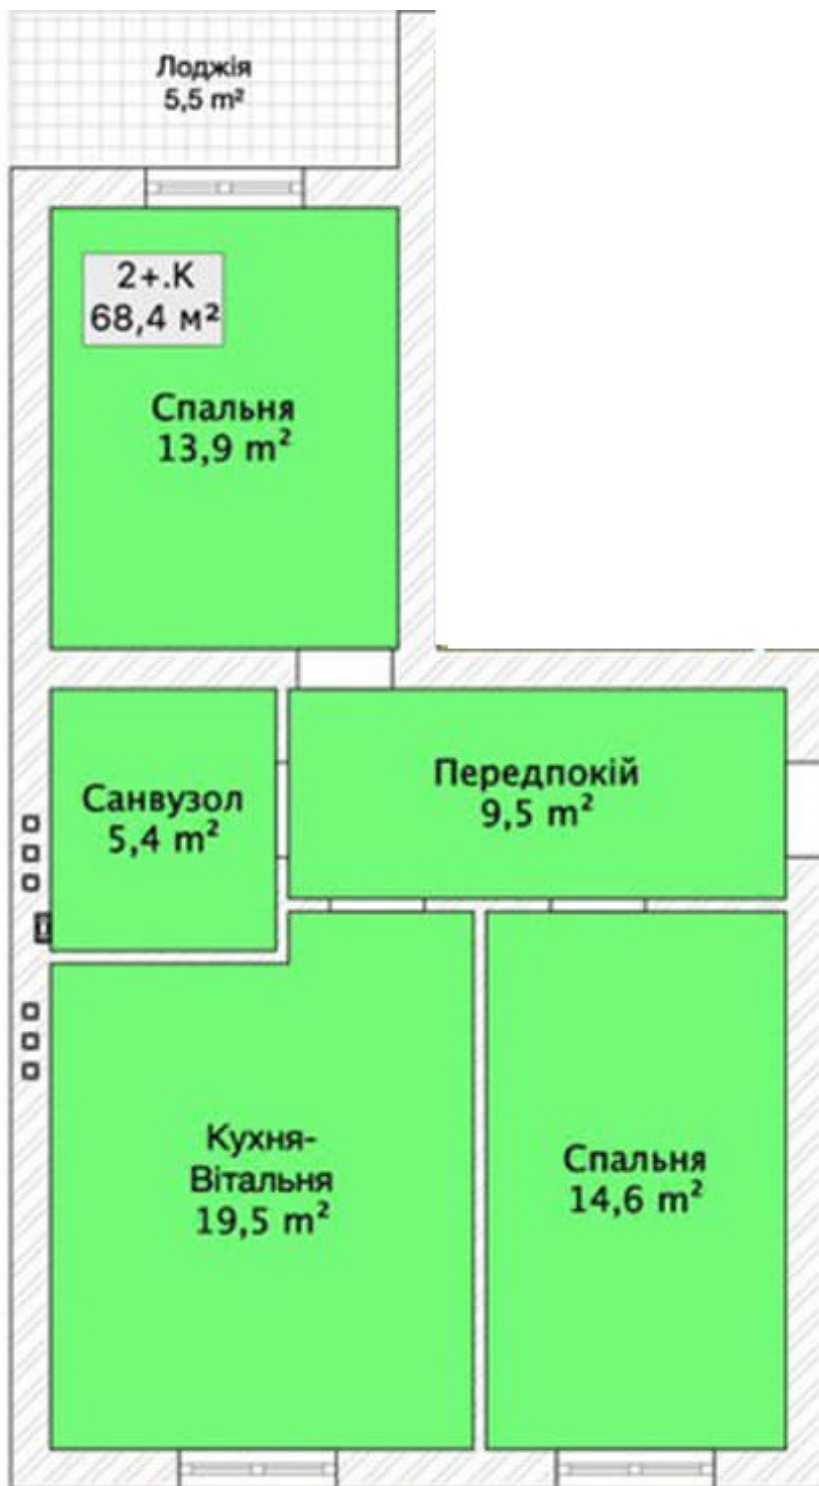 Лоджія
5,5 m²
2+.К
68,4 м²
Спальня
13,9 m²
Санвузол
5,4 m²
Передпокій
9,5 m²
Кухня-
Вітальня
19,5 m²
Спальня
14,6 m²